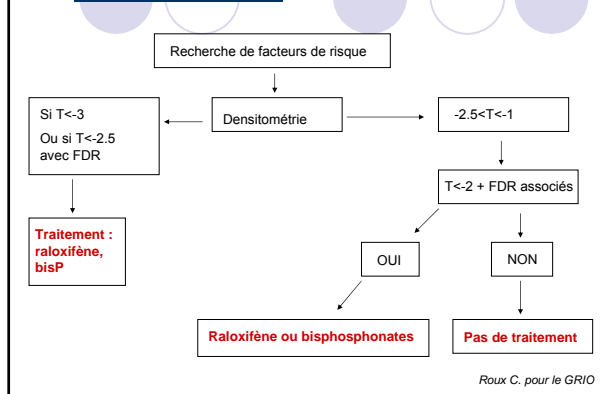 Recherche de facteurs de risque
Si T<-3
Ou si T<-2.5
avec FDR
Densitométrie
-2.5<T<-1
T<-2 + FDR associés
Traitement :
raloxifène,
bisP
OUI
NON
Raloxifène ou bisphosphonates
Pas de traitement
Roux C. pour le GRIO